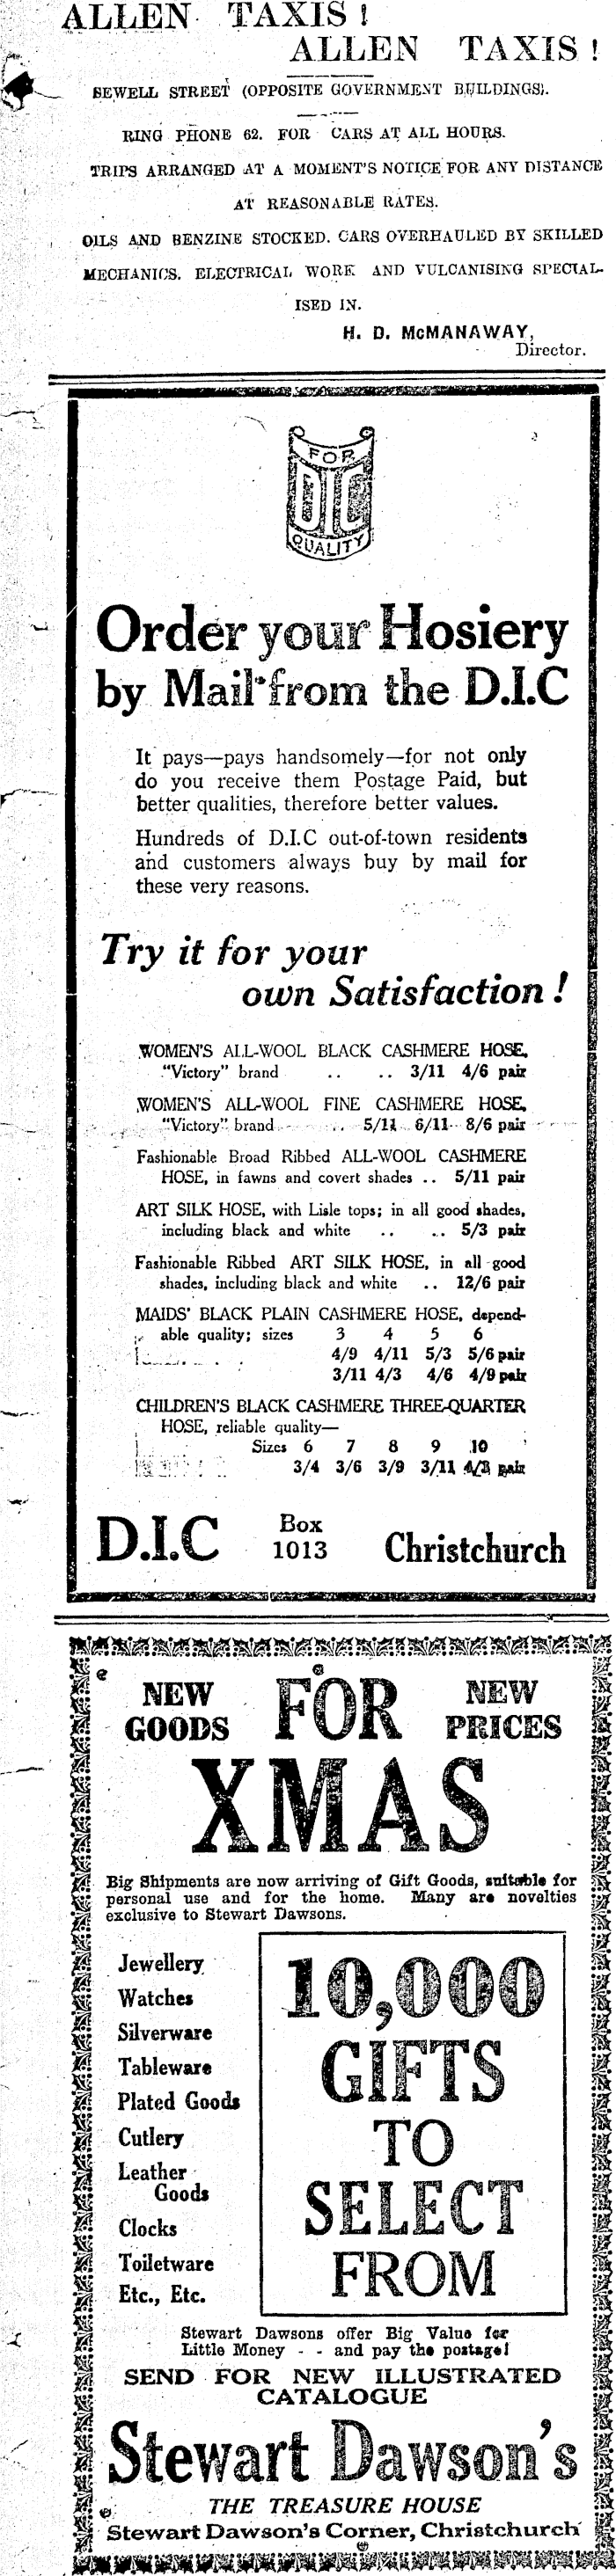 ALLEN TAXIS !
ALLEN TAXIS !
SEWELL STREET (OPPOSITE GOVERNMENT BUILDINGS).
RING PHONE 62. FOR CARS AT ALL HOURS.
TRIPS ARRANGED AT A MOMENT'S NOTICE FOR ANY DISTANCE
AT REASONABLE RATES.
OILS AND BENZINE STOCKED. CARS OVERHAULED BY SKILLED
MECHANICS. ELECTRICAL WORK AND VULCANISING SPECIAL-
ISED IN.
H. D. McMANAWAY,
Director.
FOR
DIC
QUALITY
Order your Hosiery
by Mail from the D.I.C
It pays—pays handsomely—for not only
do you receive them Postage Paid, but
better qualities, therefore better values.
Hundreds of D.I.C out-of-town residents
and customers always buy by mail for
these very reasons.
Try it for your
own Satisfaction !
WOMEN'S ALL-WOOL BLACK CASHMERE HOSE,
"Victory" brand .. .. 3/11 4/6 pair
WOMEN'S ALL-WOOL FINE CASHMERE HOSE,
"Victory" brand .. 5/11 6/11 8/6 pair
Fashionable Broad Ribbed ALL-WOOL CASHMERE
HOSE, in fawns and covert shades .. 5/11 pair
ART SILK HOSE, with Lisle tops; in all good shades,
including black and white .. .. 5/3 pair
Fashionable Ribbed ART SILK HOSE, in all good
shades, including black and white .. 12/6 pair
MAIDS' BLACK PLAIN CASHMERE HOSE, depend-
able quality; sizes 3 4 5 6
4/9 4/11 5/3 5/6 pair
3/11 4/3 4/6 4/9 pair
CHILDREN'S BLACK CASHMERE THREE-QUARTER
HOSE, reliable quality—
Sizes 6 7 8 9 10
3/4 3/6 3/9 3/11 4/3 pair
D.I.C Box 1013 Christchurch
NEW GOODS FOR NEW PRICES
XMAS
Big Shipments are now arriving of Gift Goods, suitable for
personal use and for the home. Many are novelties
exclusive to Stewart Dawsons.
Jewellery
Watches
Silverware
Tableware
Plated Goods
Cutlery
Leather
Goods
Clocks
Toiletware
Etc., Etc.
10,000
GIFTS
TO
SELECT
FROM
Stewart Dawsons offer Big Value for
Little Money - - and pay the postage!
SEND FOR NEW ILLUSTRATED
CATALOGUE
Stewart Dawson's
THE TREASURE HOUSE
Stewart Dawson's Corner, Christchurch